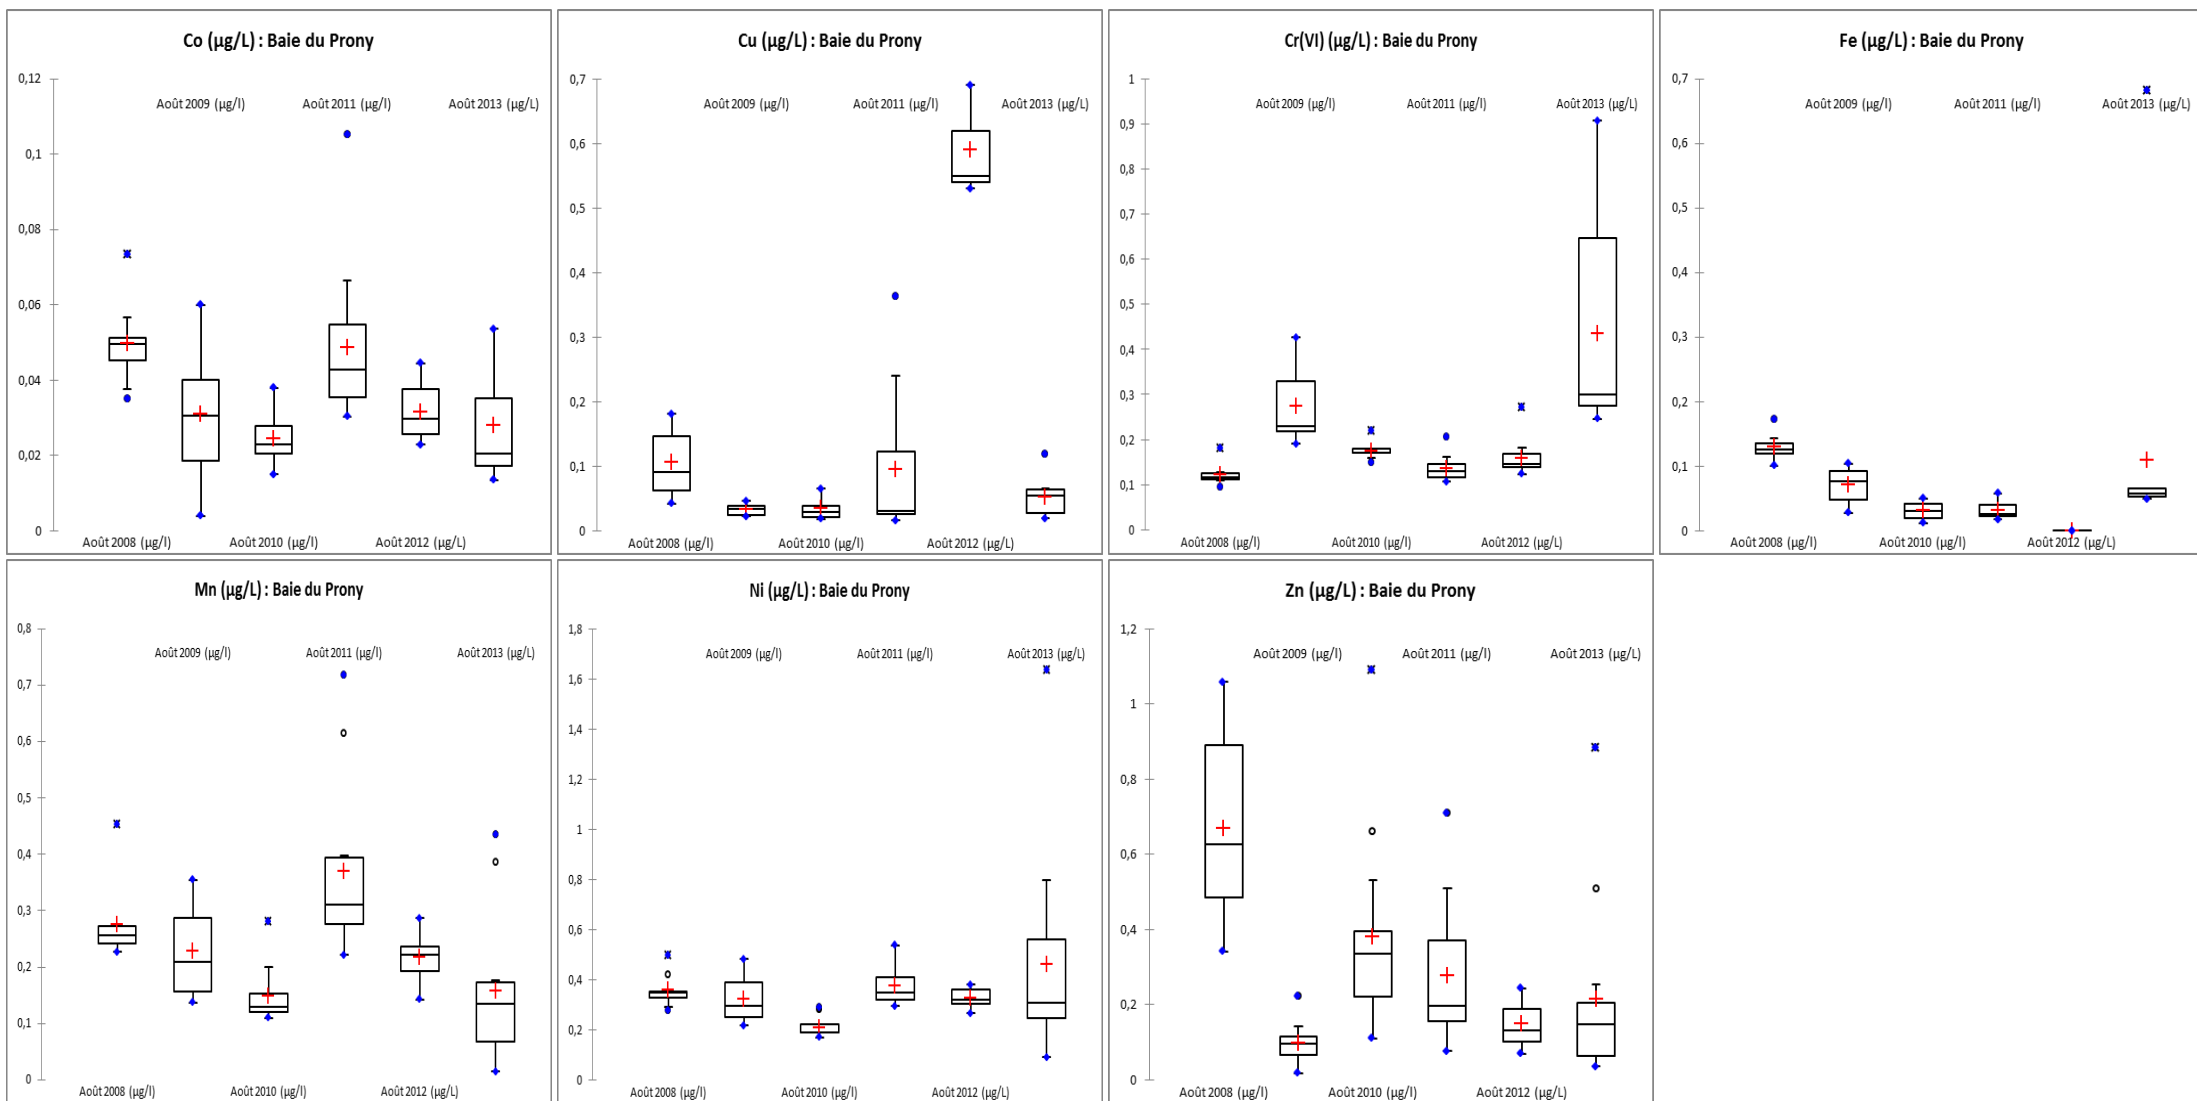 Co (µg/L) : Baie du Prony
0,12
Août 2009 (µg/l)
Août 2011 (µg/l)
Août 2013 (µg/L)
0,1
0,08
0,06
0,04
0,02
0
Août 2008 (µg/l)
Août 2010 (µg/l)
Août 2012 (µg/L)
Cu (µg/L) : Baie du Prony
0,7
Août 2009 (µg/l)
Août 2011 (µg/l)
Août 2013 (µg/L)
0,6
0,5
0,4
0,3
0,2
0,1
0
Août 2008 (µg/l)
Août 2010 (µg/l)
Août 2012 (µg/L)
Cr(VI) (µg/L) : Baie du Prony
1
Août 2009 (µg/l)
Août 2011 (µg/l)
Août 2013 (µg/L)
0,9
0,8
0,7
0,6
0,5
0,4
0,3
0,2
0,1
0
Août 2008 (µg/l)
Août 2010 (µg/l)
Août 2012 (µg/L)
Fe (µg/L) : Baie du Prony
0,7
Août 2009 (µg/l)
Août 2011 (µg/l)
Août 2013 (µg/L)
0,6
0,5
0,4
0,3
0,2
0,1
0
Août 2008 (µg/l)
Août 2010 (µg/l)
Août 2012 (µg/L)
Mn (µg/L) : Baie du Prony
0,8
Août 2009 (µg/l)
Août 2011 (µg/l)
Août 2013 (µg/L)
0,7
0,6
0,5
0,4
0,3
0,2
0,1
0
Août 2008 (µg/l)
Août 2010 (µg/l)
Août 2012 (µg/L)
Ni (µg/L) : Baie du Prony
1,8
Août 2009 (µg/l)
Août 2011 (µg/l)
Août 2013 (µg/L)
1,6
1,4
1,2
1
0,8
0,6
0,4
0,2
0
Août 2008 (µg/l)
Août 2010 (µg/l)
Août 2012 (µg/L)
Zn (µg/L) : Baie du Prony
1,2
Août 2009 (µg/l)
Août 2011 (µg/l)
Août 2013 (µg/L)
1
0,8
0,6
0,4
0,2
0
Août 2008 (µg/l)
Août 2010 (µg/l)
Août 2012 (µg/L)